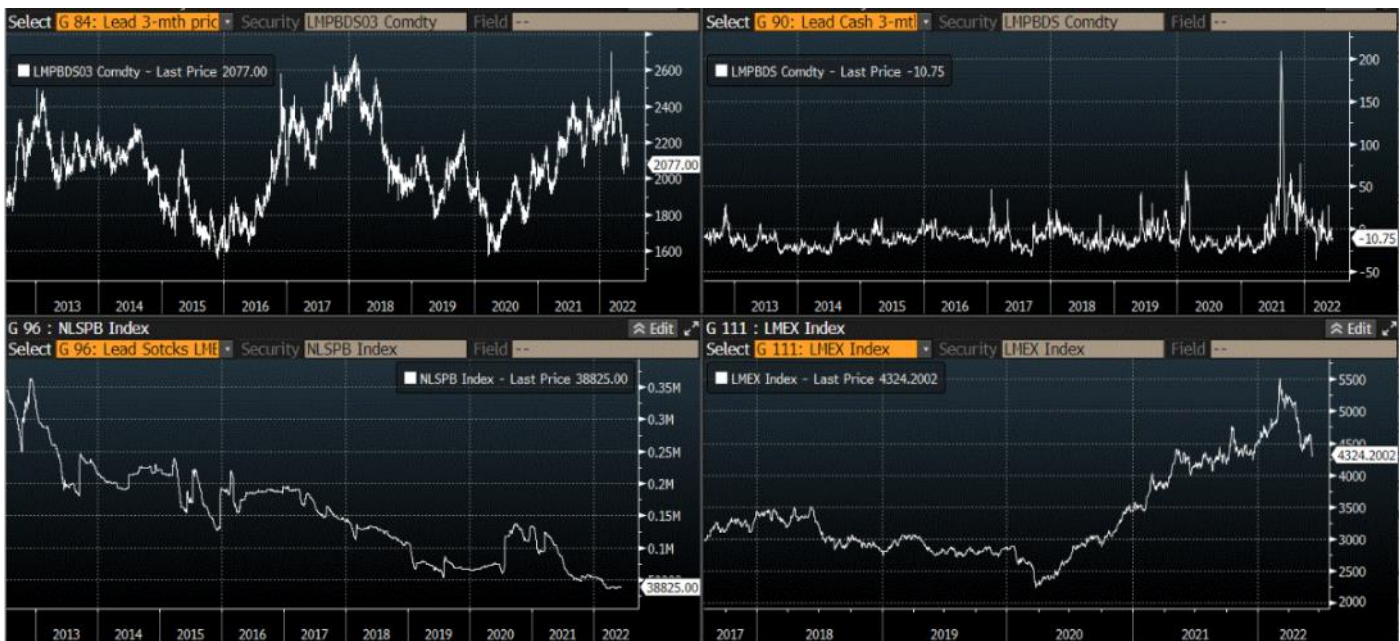 Select G 84: Lead 3-mth pric Security LMPBDS03 Comdty Field --
LMPBDS03 Comdty - Last Price 2077.00
2600
2400
2200
2077.00
2000
1800
1600
2013 2014 2015 2016 2017 2018 2019 2020 2021 2022
Select G 90: Lead Cash 3-mtl Security LMPBDS Comdty Field --
LMPBDS Comdty - Last Price -10.75
200
150
100
50
0
-10.75
-50
2013 2014 2015 2016 2017 2018 2019 2020 2021 2022
G 96 : NLSPB Index Edit
Select G 96: Lead Sotcks LME Security NLSPB Index Field --
NLSPB Index - Last Price 38825.00
0.35M
0.3M
0.25M
0.2M
0.15M
0.1M
38825.00
2013 2014 2015 2016 2017 2018 2019 2020 2021 2022
G 111 : LMEX Index Edit
Select G 111: LMEX Index Security LMEX Index Field --
LMEX Index - Last Price 4324.2002
5500
5000
4500
4324.2002
4000
3500
3000
2500
2000
2017 2018 2019 2020 2021 2022